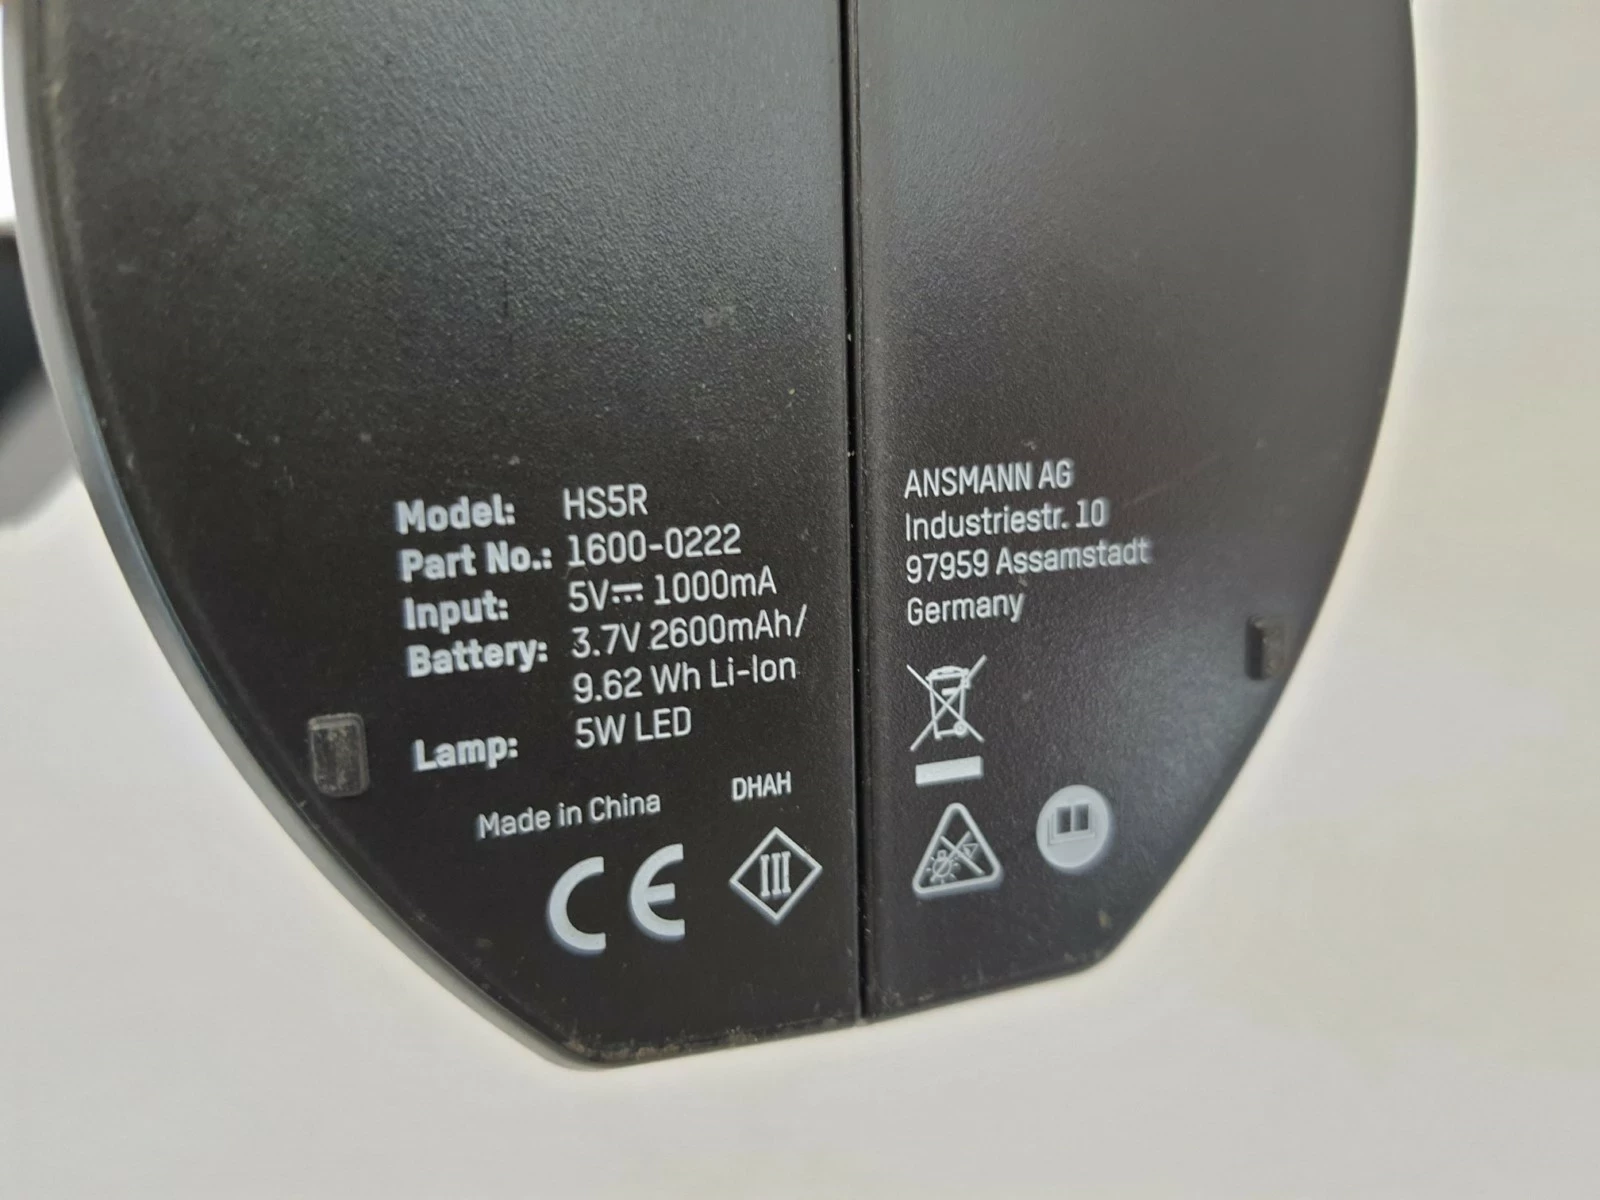 Model: HS5R
Part No.: 1600-0222
Input: 5V⎓ 1000mA
Battery: 3.7V 2600mAh/
9.62 Wh Li-Ion
Lamp: 5W LED
Made in China
DHAH
CE
III
ANSMANN AG
Industriestr. 10
97959 Assamstadt
Germany